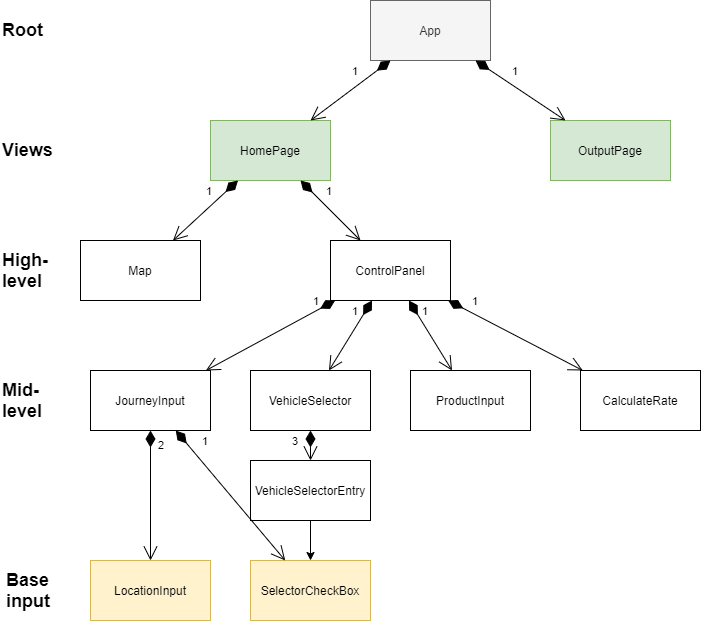 Root
App
1
1
Views
HomePage
OutputPage
1
1
High-
level
Map
ControlPanel
1
1
1
1
Mid-
level
JourneyInput
VehicleSelector
ProductInput
CalculateRate
2
1
3
VehicleSelectorEntry
Base
input
LocationInput
SelectorCheckBox